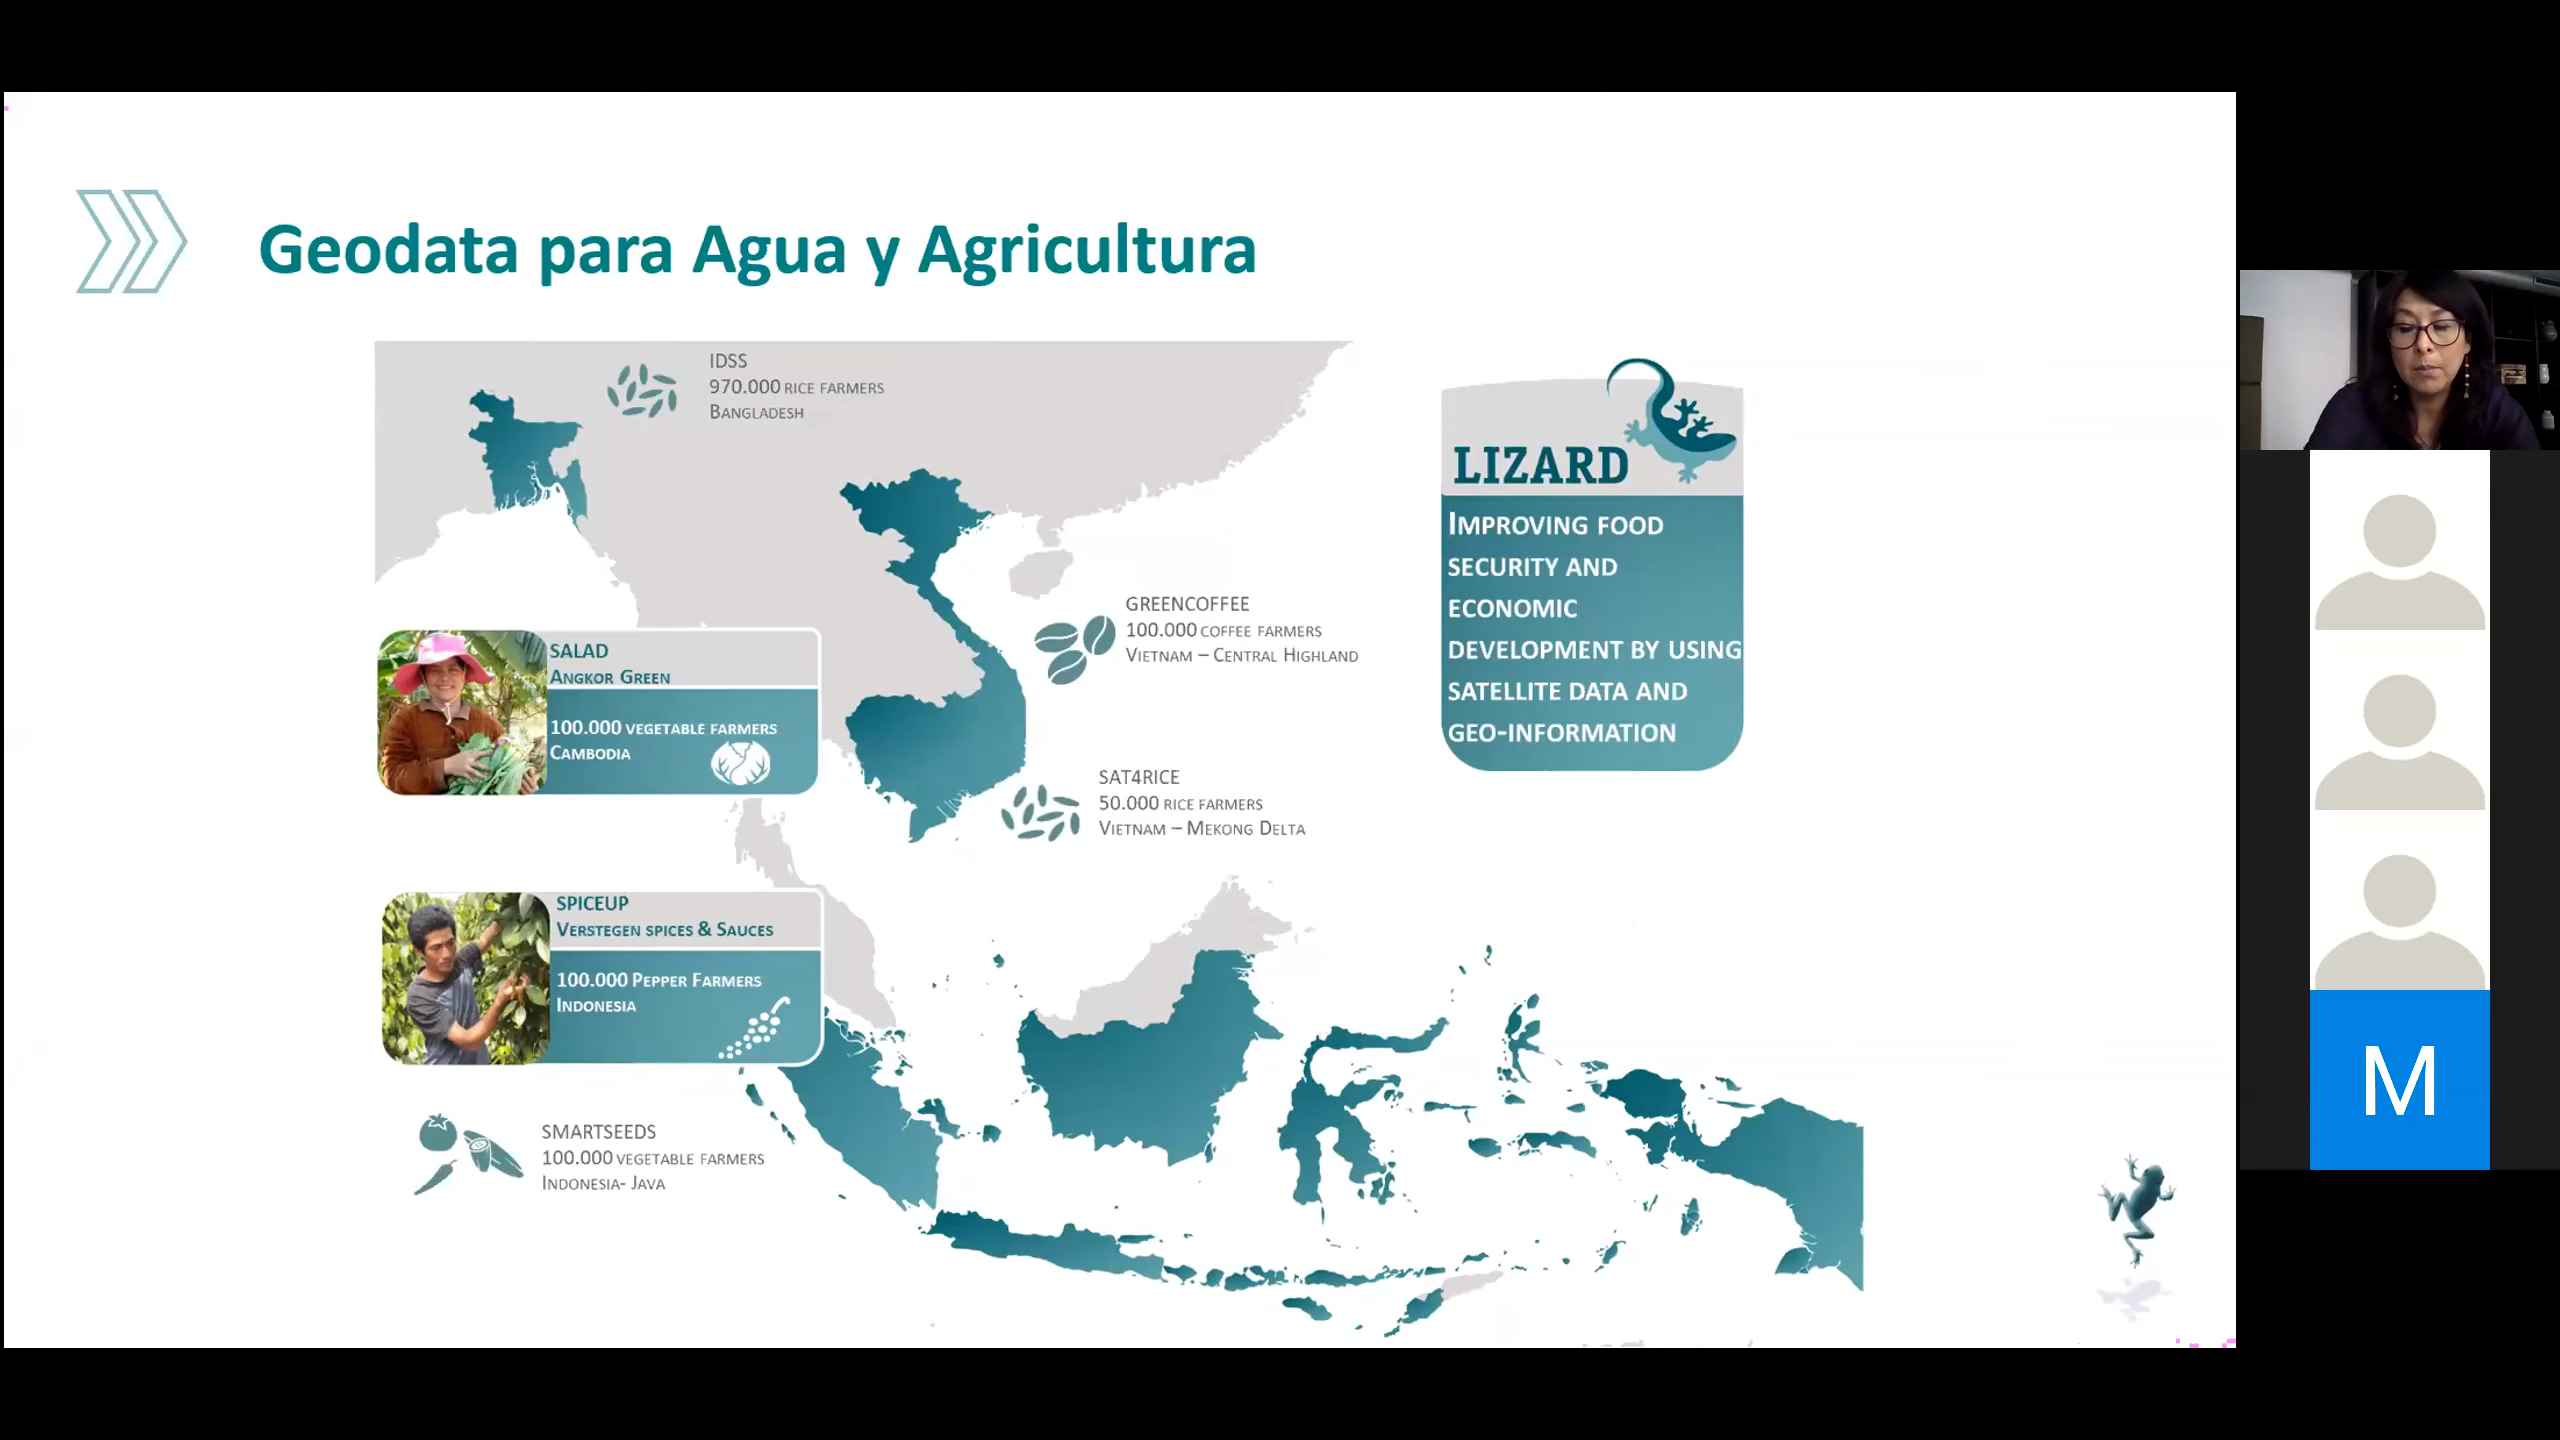 Geodata para Agua y Agricultura
IDSS
970.000 RICE FARMERS
BANGLADESH
LIZARD
IMPROVING FOOD
SECURITY AND
ECONOMIC
DEVELOPMENT BY USING
SATELLITE DATA AND
GEO-INFORMATION
GREENCOFFEE
100.000 COFFEE FARMERS
VIETNAM – CENTRAL HIGHLAND
SALAD
ANGKOR GREEN
100.000 VEGETABLE FARMERS
CAMBODIA
SAT4RICE
50.000 RICE FARMERS
VIETNAM – MEKONG DELTA
SPICEUP
VERSTEGEN SPICES & SAUCES
100.000 PEPPER FARMERS
INDONESIA
SMARTSEEDS
100.000 VEGETABLE FARMERS
INDONESIA- JAVA
M